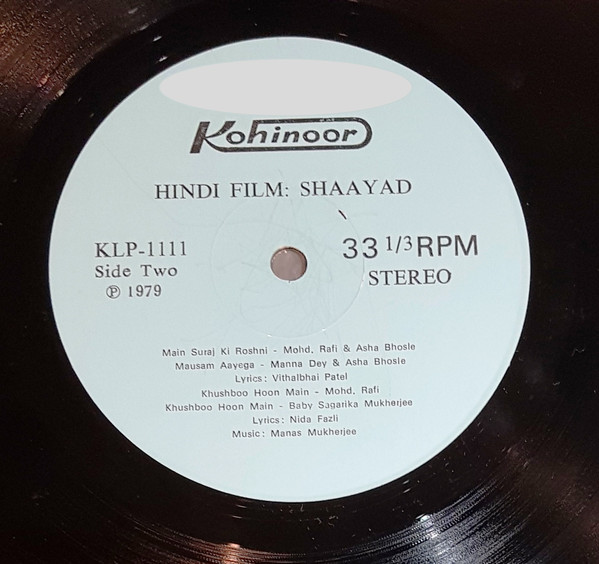 Kohinoor
HINDI FILM: SHAAYAD
KLP-1111
Side Two
℗ 1979
33 1/3 RPM
STEREO
Main Suraj Ki Roshni - Mohd. Rafi & Asha Bhosle
Mausam Aayega - Manna Dey & Asha Bhosle
Lyrics: Vithalbhai Patel
Khushboo Hoon Main - Mohd. Rafi
Khushboo Hoon Main - Baby Sagarika Mukherjee
Lyrics: Nida Fazli
Music: Manas Mukherjee